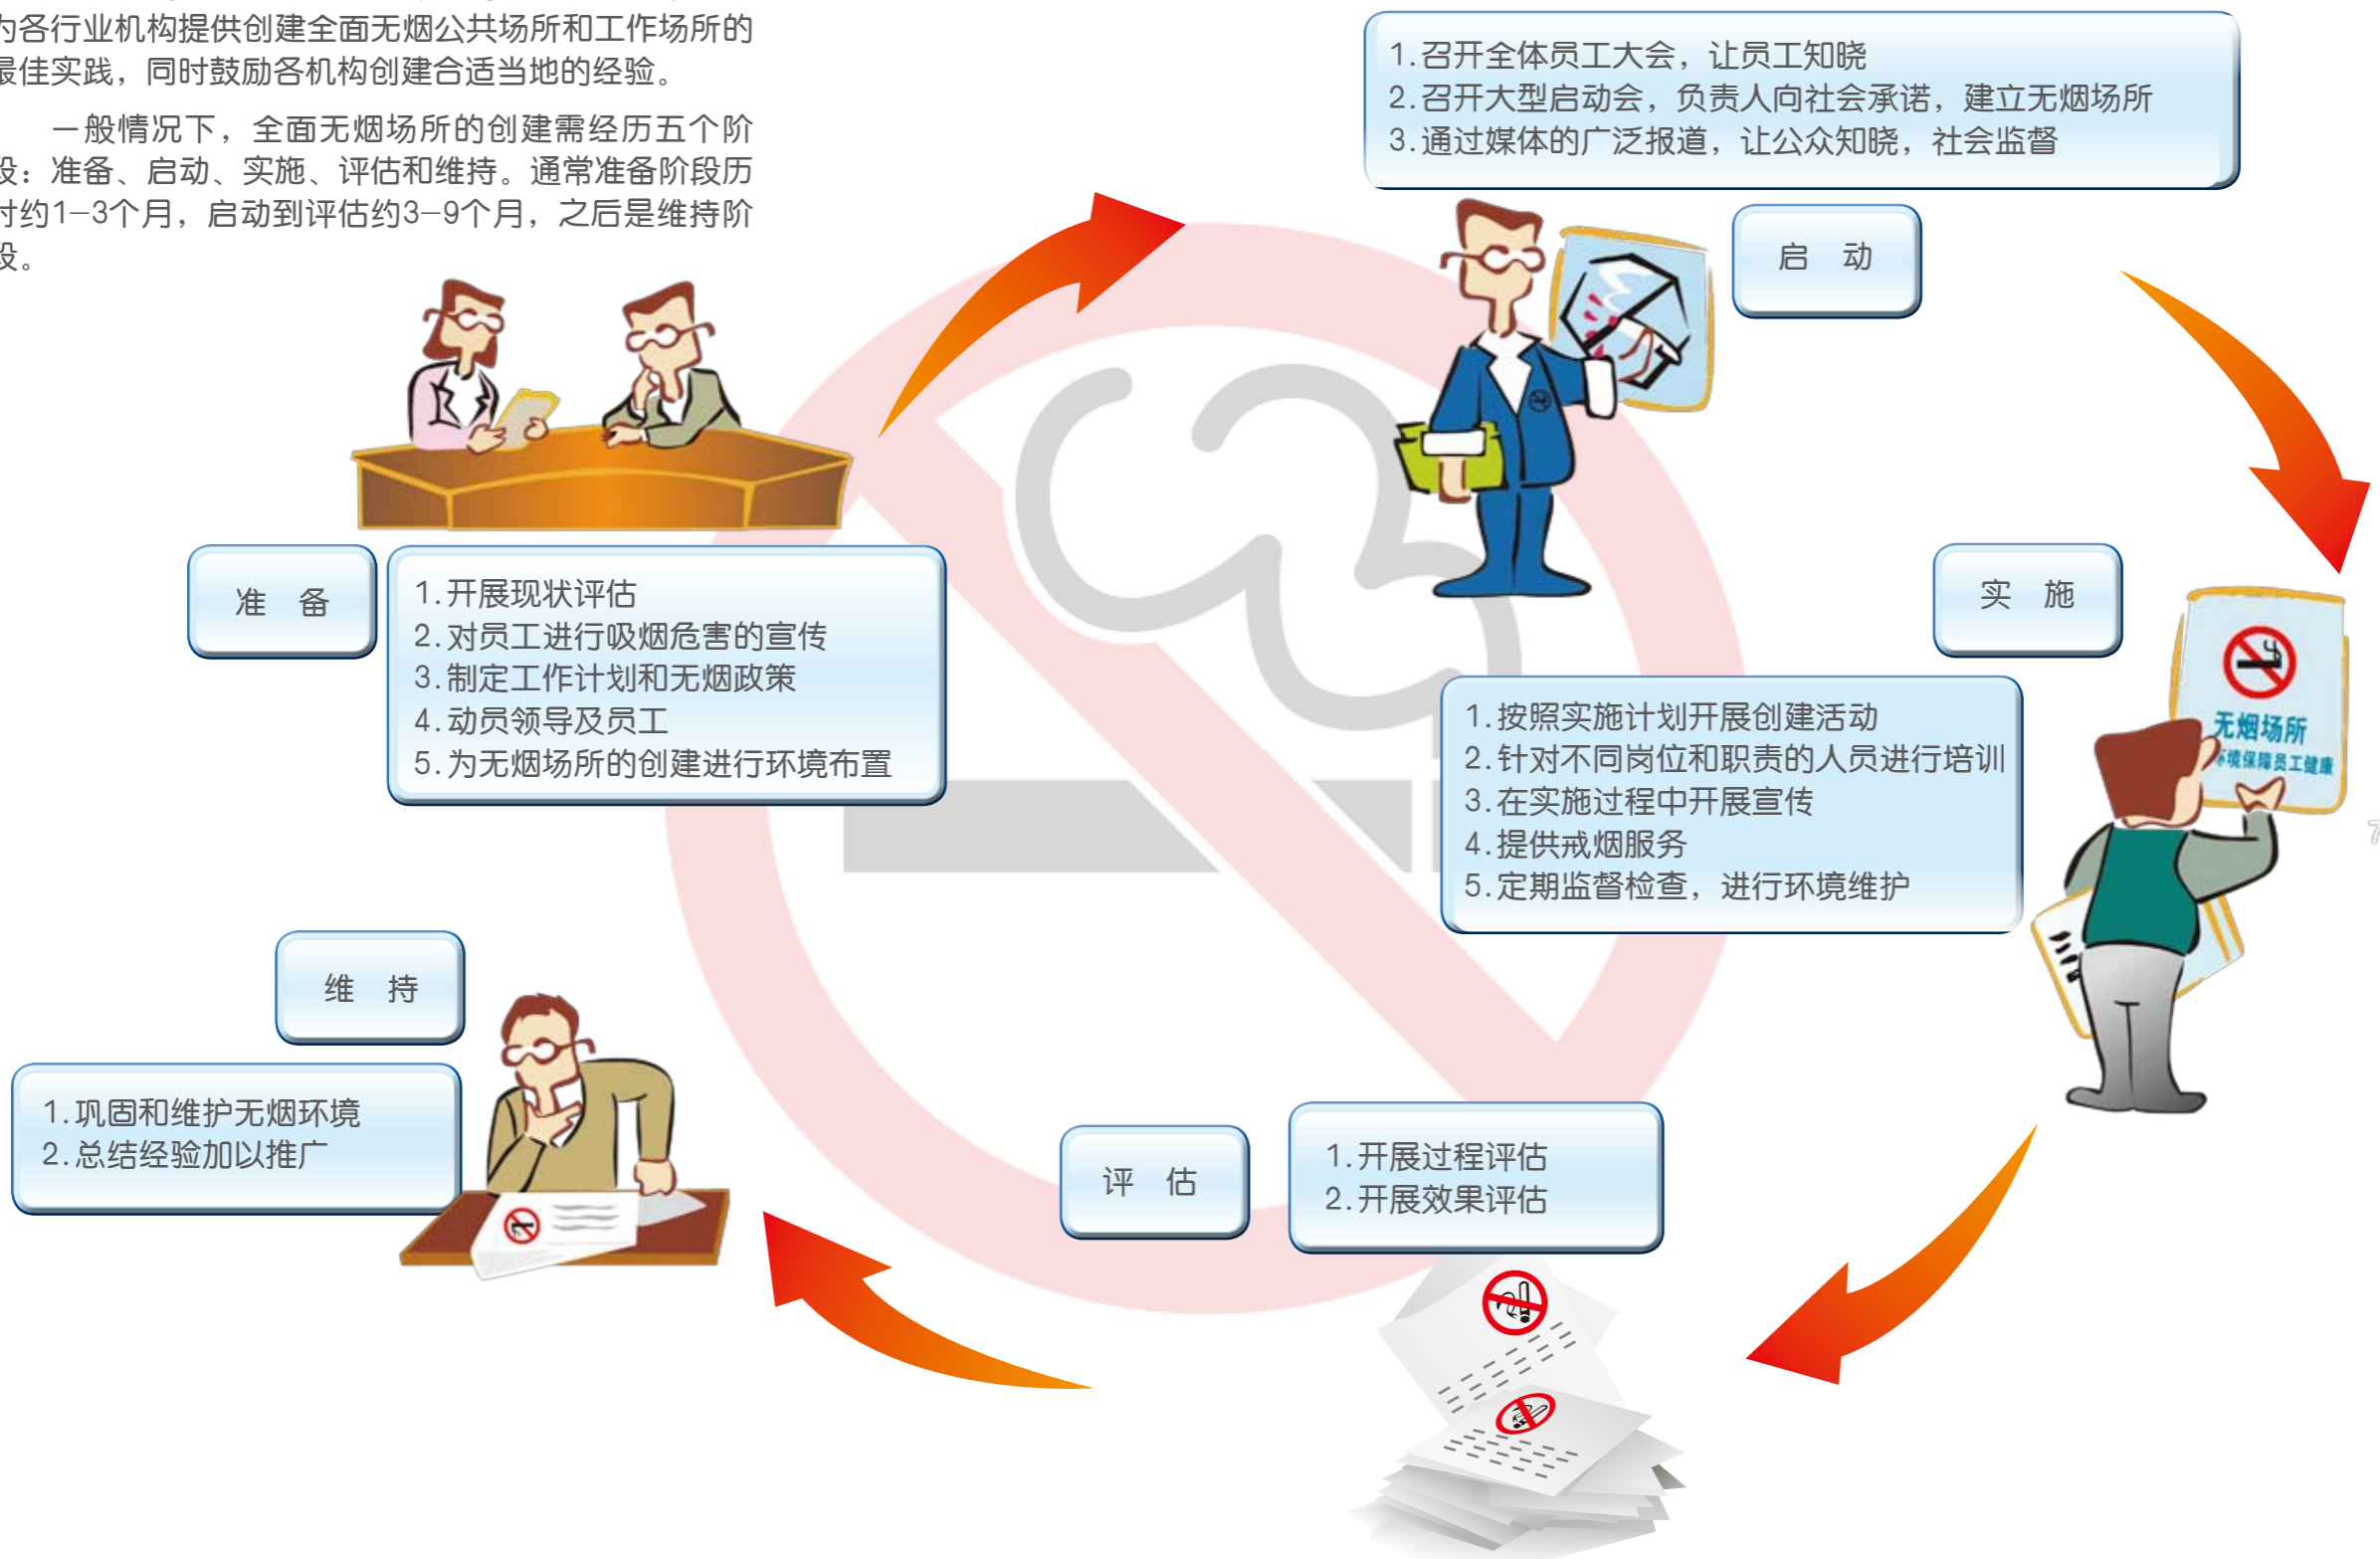 为各行业机构提供创建全面无烟公共场所和工作场所的
最佳实践，同时鼓励各机构创建合适当地的经验。
一般情况下，全面无烟场所的创建需经历五个阶
段：准备、启动、实施、评估和维持。通常准备阶段历
时约1-3个月，启动到评估约3-9个月，之后是维持阶
段。
1.召开全体员工大会，让员工知晓
2.召开大型启动会，负责人向社会承诺，建立无烟场所
3.通过媒体的广泛报道，让公众知晓，社会监督
启 动
准 备
1.开展现状评估
2.对员工进行吸烟危害的宣传
3.制定工作计划和无烟政策
4.动员领导及员工
5.为无烟场所的创建进行环境布置
实 施
1.按照实施计划开展创建活动
2.针对不同岗位和职责的人员进行培训
3.在实施过程中开展宣传
4.提供戒烟服务
5.定期监督检查，进行环境维护
无烟场所
环境保障员工健康
7
维 持
1.巩固和维护无烟环境
2.总结经验加以推广
评 估
1.开展过程评估
2.开展效果评估